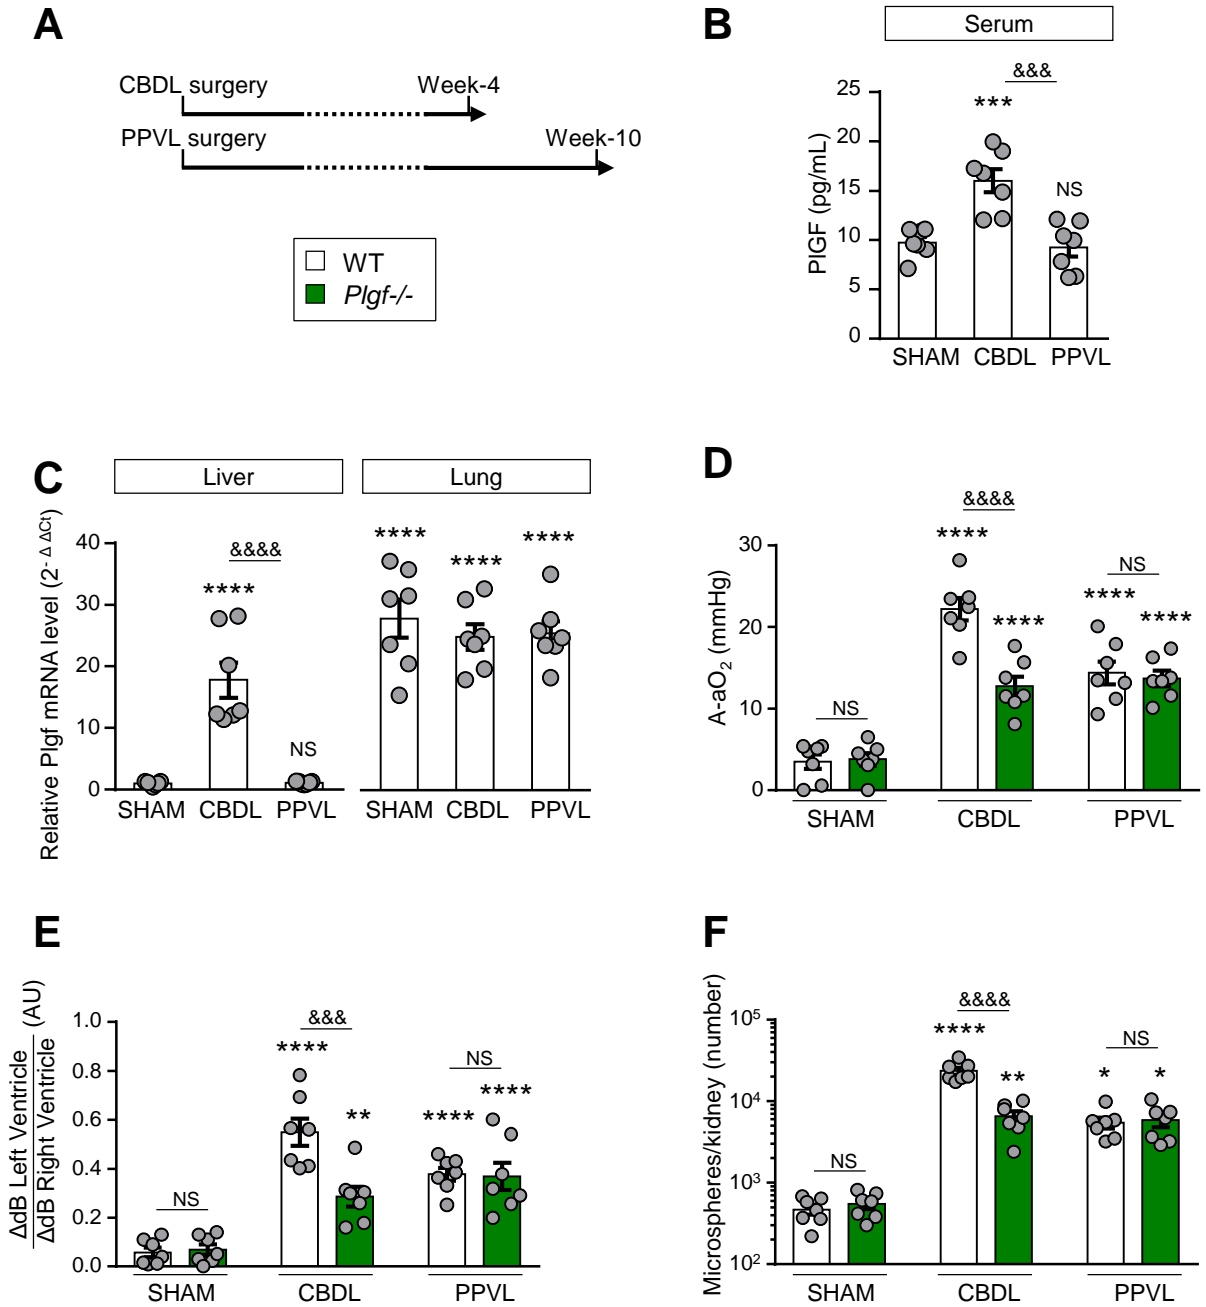 A
CBDL surgery
Week-4
PPVL surgery
Week-10
WT
Plgf-/-
B
Serum
&&&
***
NS
PlGF (pg/mL)
25
20
15
10
5
0
SHAM CBDL PPVL
C
Liver
Lung
Relative Plgf mRNA level (2- Δ ΔCt)
40
30
20
10
0
&&&&
****
NS
****
****
****
SHAM CBDL PPVL
SHAM CBDL PPVL
D
A-aO2 (mmHg)
30
20
10
0
NS
&&&&
****
****
NS
****
****
SHAM
CBDL
PPVL
E
ΔdB Left Ventricle
ΔdB Right Ventricle
(AU)
1.0
0.8
0.6
0.4
0.2
0.0
NS
&&&
****
**
NS
****
****
SHAM
CBDL
PPVL
F
Microspheres/kidney (number)
10^5
10^4
10^3
10^2
NS
&&&&
****
**
NS
*
*
SHAM
CBDL
PPVL